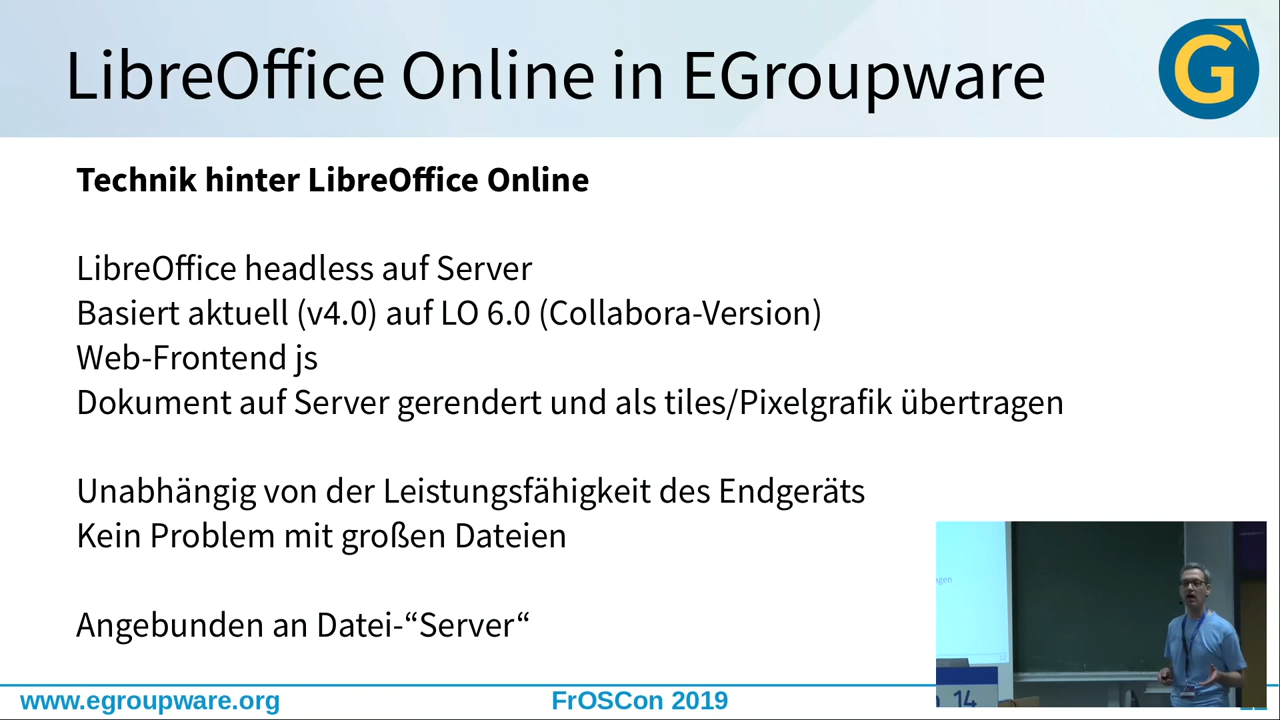 LibreOffice Online in EGroupware
G
Technik hinter LibreOffice Online
LibreOffice headless auf Server
Basiert aktuell (v4.0) auf LO 6.0 (Collabora-Version)
Web-Frontend js
Dokument auf Server gerendert und als tiles/Pixelgrafik übertragen
Unabhängig von der Leistungsfähigkeit des Endgeräts
Kein Problem mit großen Dateien
Angebunden an Datei-“Server“
14
www.egroupware.org
FrOSCon 2019